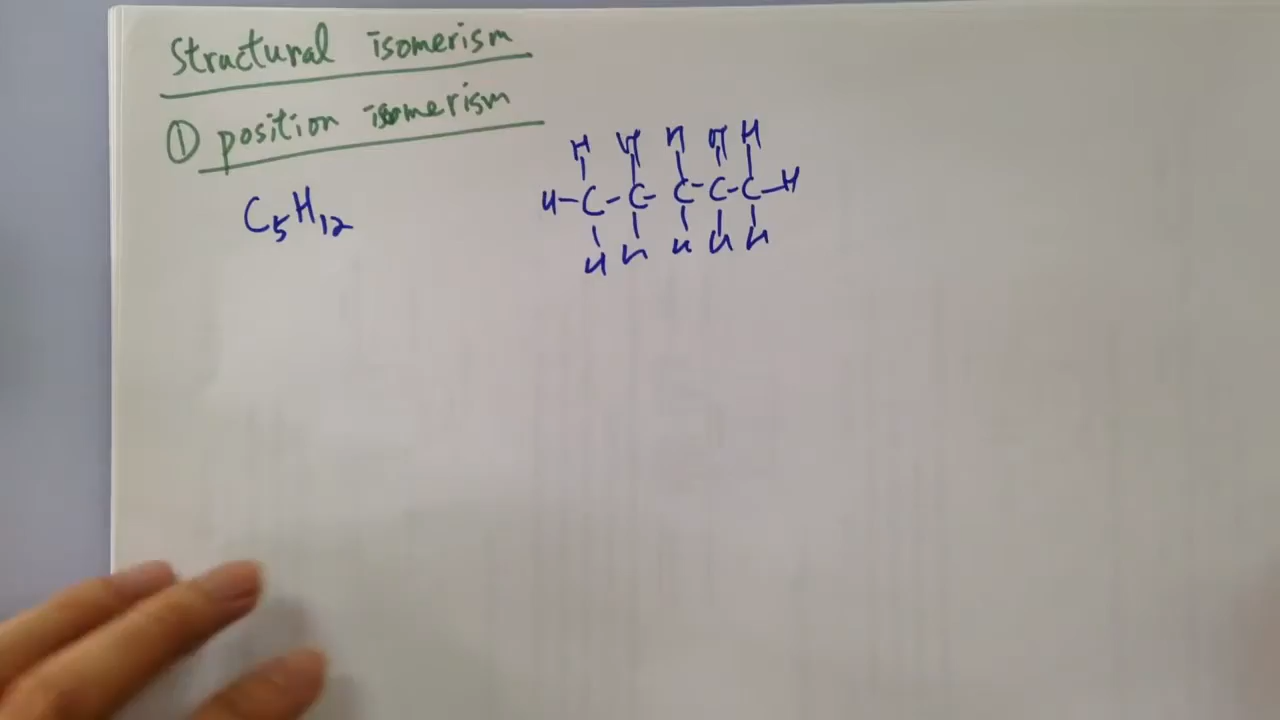 Structural isomerism
① position isomerism
C₅H₁₂
H H H H H
H-C-C-C-C-C-H
H H H H H